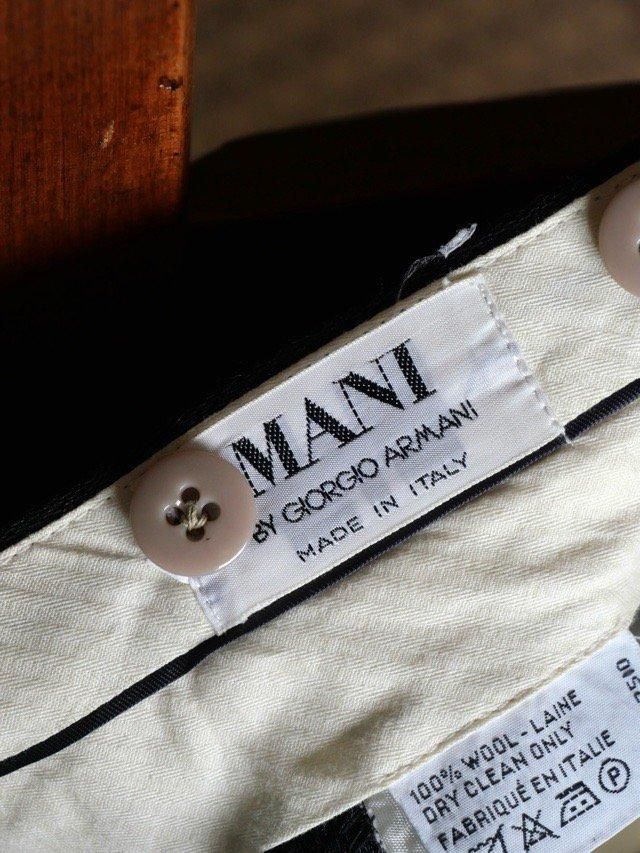 MANI
BY GIORGIO ARMANI
MADE IN ITALY
100% WOOL - LAINE
DRY CLEAN ONLY
FABRIQUÉ EN ITALIE
P